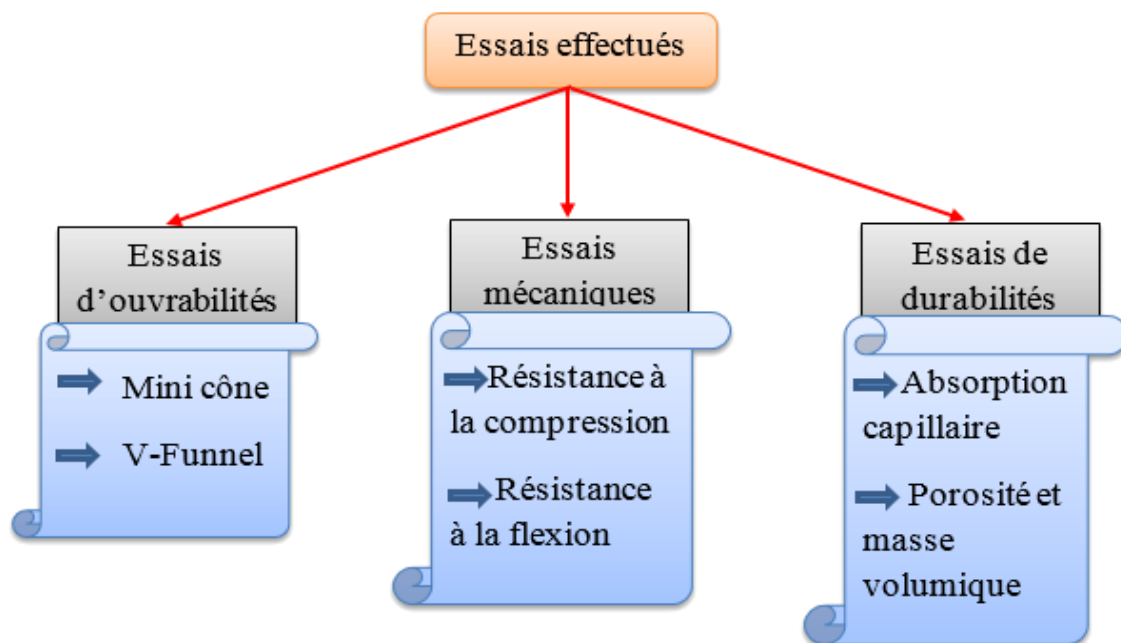 Essais effectués
Essais
d’ouvrabilités
Mini cône
V-Funnel
Essais
mécaniques
Résistance à
la compression
Résistance
à la flexion
Essais de
durabilités
Absorption
capillaire
Porosité et
masse
volumique